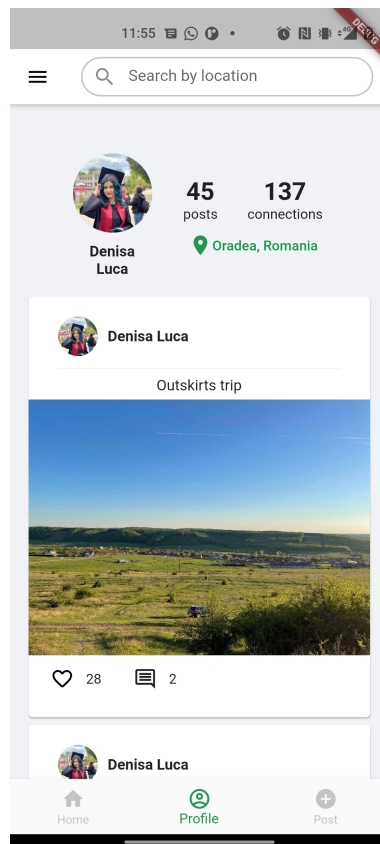 11:55
4G
DEBUG
Search by location
45
posts
137
connections
Denisa
Luca
Oradea, Romania
Denisa Luca
Outskirts trip
28
2
Denisa Luca
Home
Profile
Post